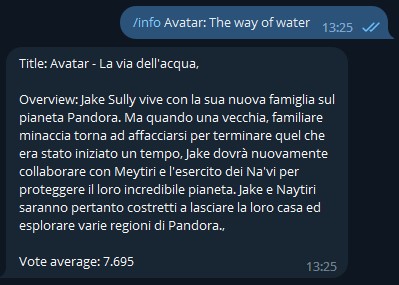 /info Avatar: The way of water 13:25
Title: Avatar - La via dell'acqua,
Overview: Jake Sully vive con la sua nuova famiglia sul
pianeta Pandora. Ma quando una vecchia, familiare
minaccia torna ad affacciarsi per terminare quel che
era stato iniziato un tempo, Jake dovrà nuovamente
collaborare con Meytiri e l'esercito dei Na'vi per
proteggere il loro incredibile pianeta. Jake e Naytiri
saranno pertanto costretti a lasciare la loro casa ed
esplorare varie regioni di Pandora.,
Vote average: 7.695
13:25